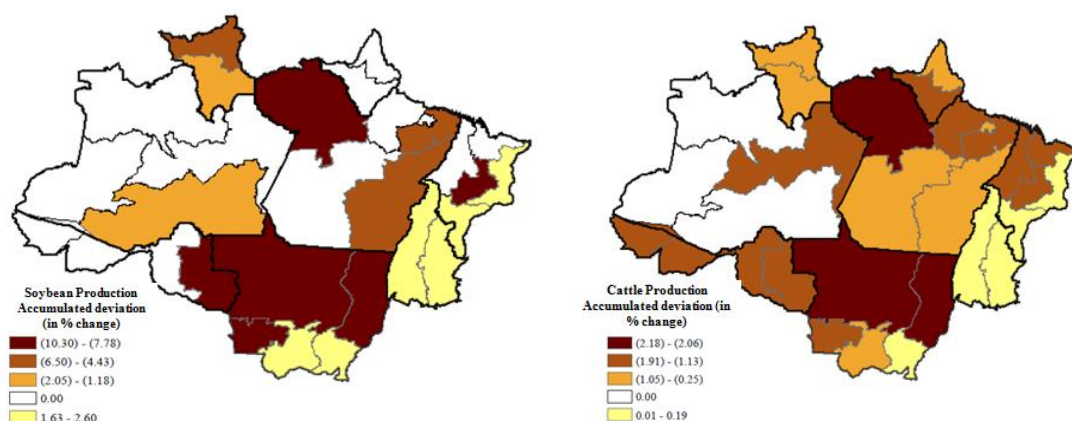 Soybean Production
Accumulated deviation
(in % change)
(10.30) - (7.78)
(6.50) - (4.43)
(2.05) - (1.18)
0.00
1.63 - 2.60
Cattle Production
Accumulated deviation (in
% change)
(2.18) - (2.06)
(1.91) - (1.13)
(1.05) - (0.25)
0.00
0.01 - 0.19